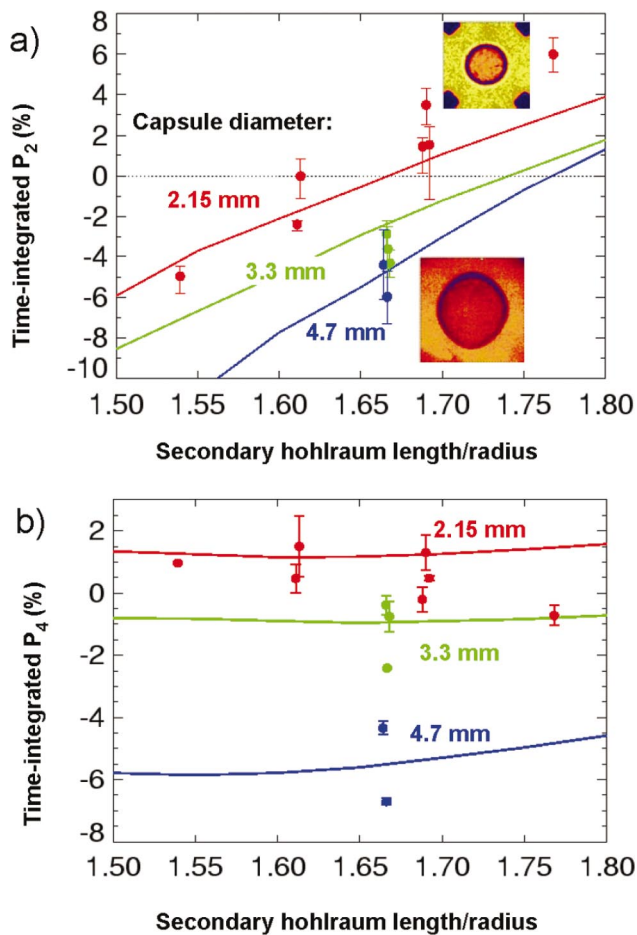 a)
Time-integrated P2 (%)
8
6
4
2
0
-2
-4
-6
-8
-10
Capsule diameter:
2.15 mm
3.3 mm
4.7 mm
1.50 1.55 1.60 1.65 1.70 1.75 1.80
Secondary hohlraum length/radius
b)
Time-integrated P4 (%)
2
0
-2
-4
-6
-8
2.15 mm
3.3 mm
4.7 mm
1.50 1.55 1.60 1.65 1.70 1.75 1.80
Secondary hohlraum length/radius